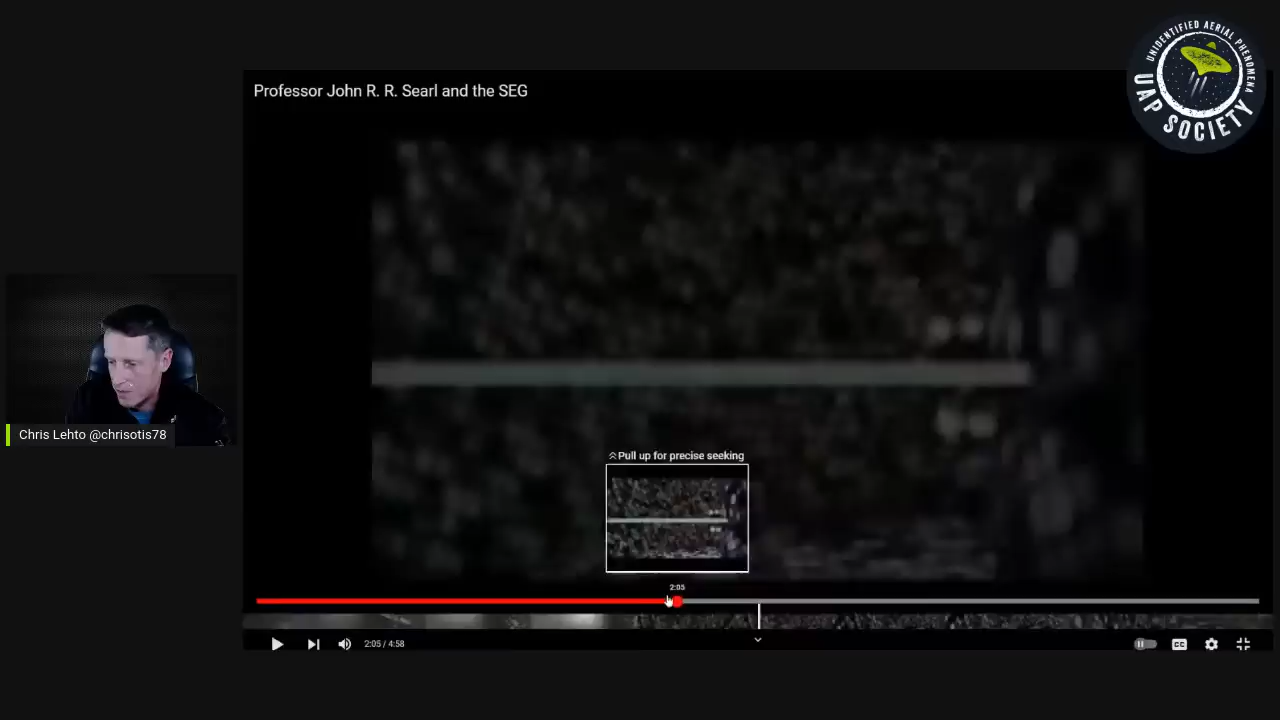 UNIDENTIFIED AERIAL PHENOMENA
UAP SOCIETY
Professor John R. R. Searl and the SEG
Chris Lehto @chrisotis78
Pull up for precise seeking
2:05
2:05 / 4:58
CC